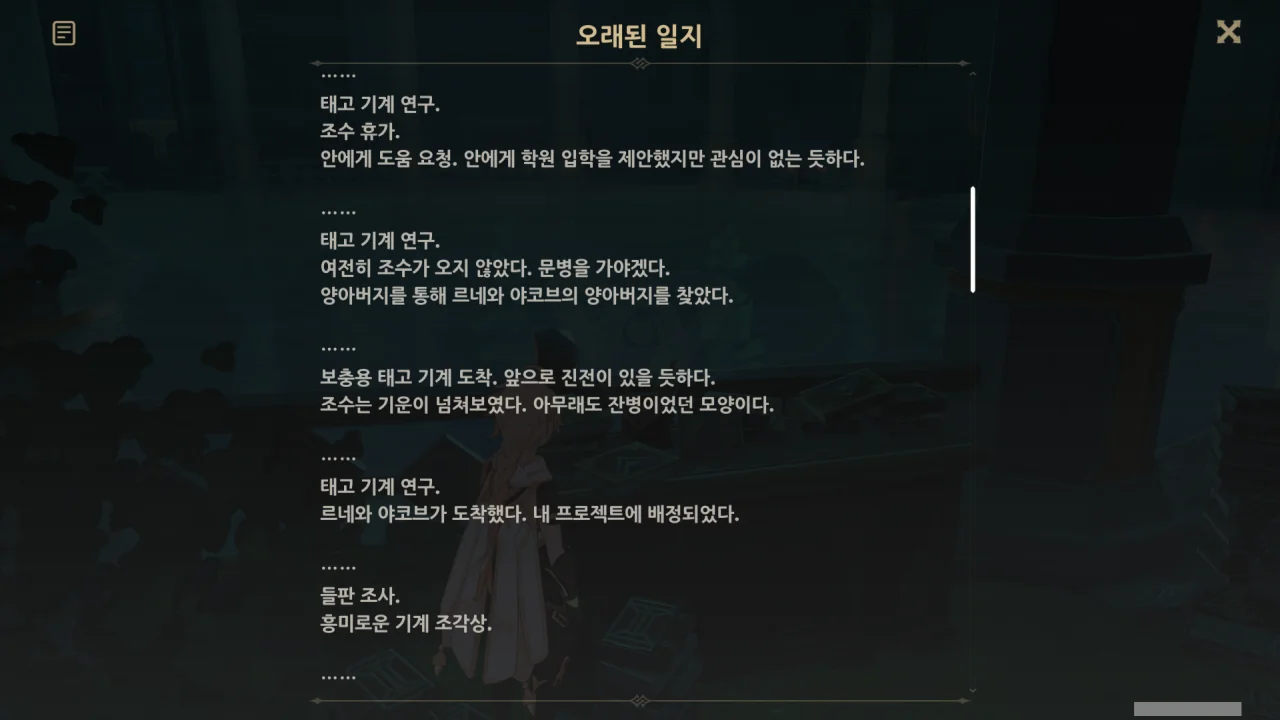 오래된 일지
……
태고 기계 연구.
조수 휴가.
안에게 도움 요청. 안에게 학원 입학을 제안했지만 관심이 없는 듯하다.
……
태고 기계 연구.
여전히 조수가 오지 않았다. 문병을 가야겠다.
양아버지를 통해 르네와 야코브의 양아버지를 찾았다.
……
보충용 태고 기계 도착. 앞으로 진전이 있을 듯하다.
조수는 기운이 넘쳐보였다. 아무래도 잔병이었던 모양이다.
……
태고 기계 연구.
르네와 야코브가 도착했다. 내 프로젝트에 배정되었다.
……
들판 조사.
흥미로운 기계 조각상.
……